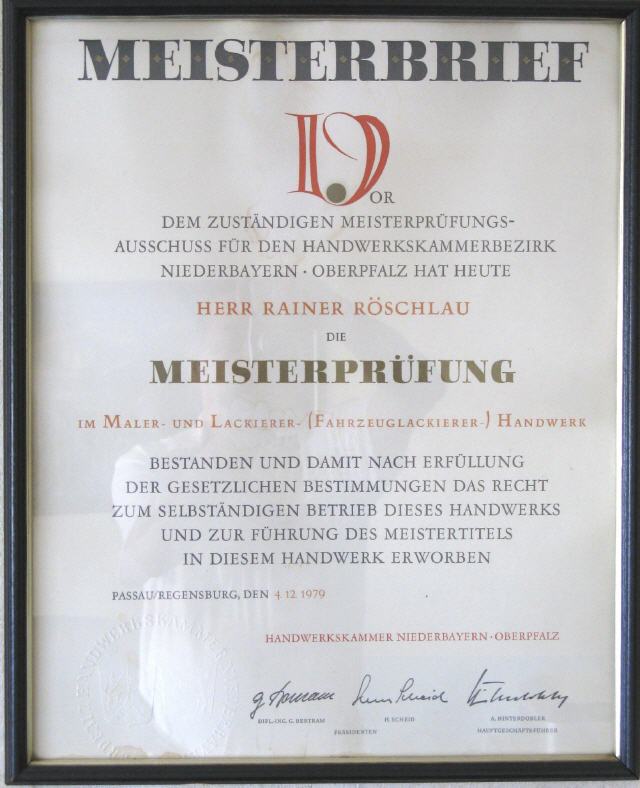 MEISTERBRIEF
VOR
DEM ZUSTÄNDIGEN MEISTERPRÜFUNGS-
AUSSCHUSS FÜR DEN HANDWERKSKAMMERBEZIRK
NIEDERBAYERN · OBERPFALZ HAT HEUTE
HERR RAINER RÖSCHLAU
DIE
MEISTERPRÜFUNG
IM MALER- UND LACKIERER- (FAHRZEUGLACKIERER-) HANDWERK
BESTANDEN UND DAMIT NACH ERFÜLLUNG
DER GESETZLICHEN BESTIMMUNGEN DAS RECHT
ZUM SELBSTÄNDIGEN BETRIEB DIESES HANDWERKS
UND ZUR FÜHRUNG DES MEISTERTITELS
IN DIESEM HANDWERK ERWORBEN
PASSAU/REGENSBURG, DEN 4.12.1979
HANDWERKSKAMMER NIEDERBAYERN · OBERPFALZ
DIPL.-ING. G. BERTRAM H. SCHEID A. HINTERDOBLER
PRÄSIDENTEN HAUPTGESCHÄFTSFÜHRER